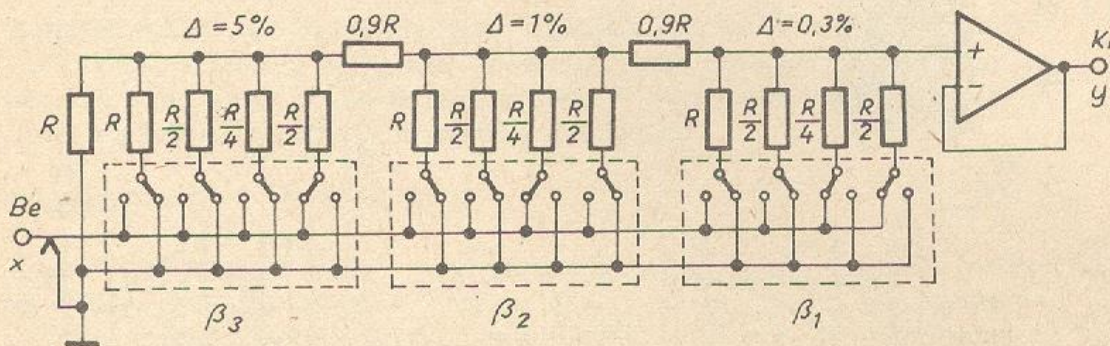 Δ = 5% 0,9R Δ = 1% 0,9R Δ = 0,3%
R R R/2 R/4 R/2 R R/2 R/4 R/2 R R/2 R/4 R/2 + −
y
Be
x
β3 β2 β1